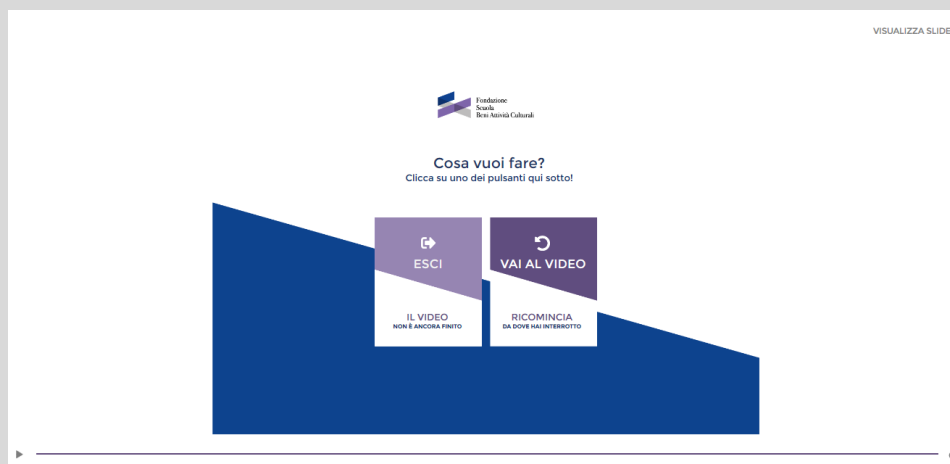 VISUALIZZA SLIDE
Fondazione
Scuola
Beni Attività Culturali
Cosa vuoi fare?
Clicca su uno dei pulsanti qui sotto!
ESCI
IL VIDEO
NON È ANCORA FINITO
VAI AL VIDEO
RICOMINCIA
DA DOVE HAI INTERROTTO